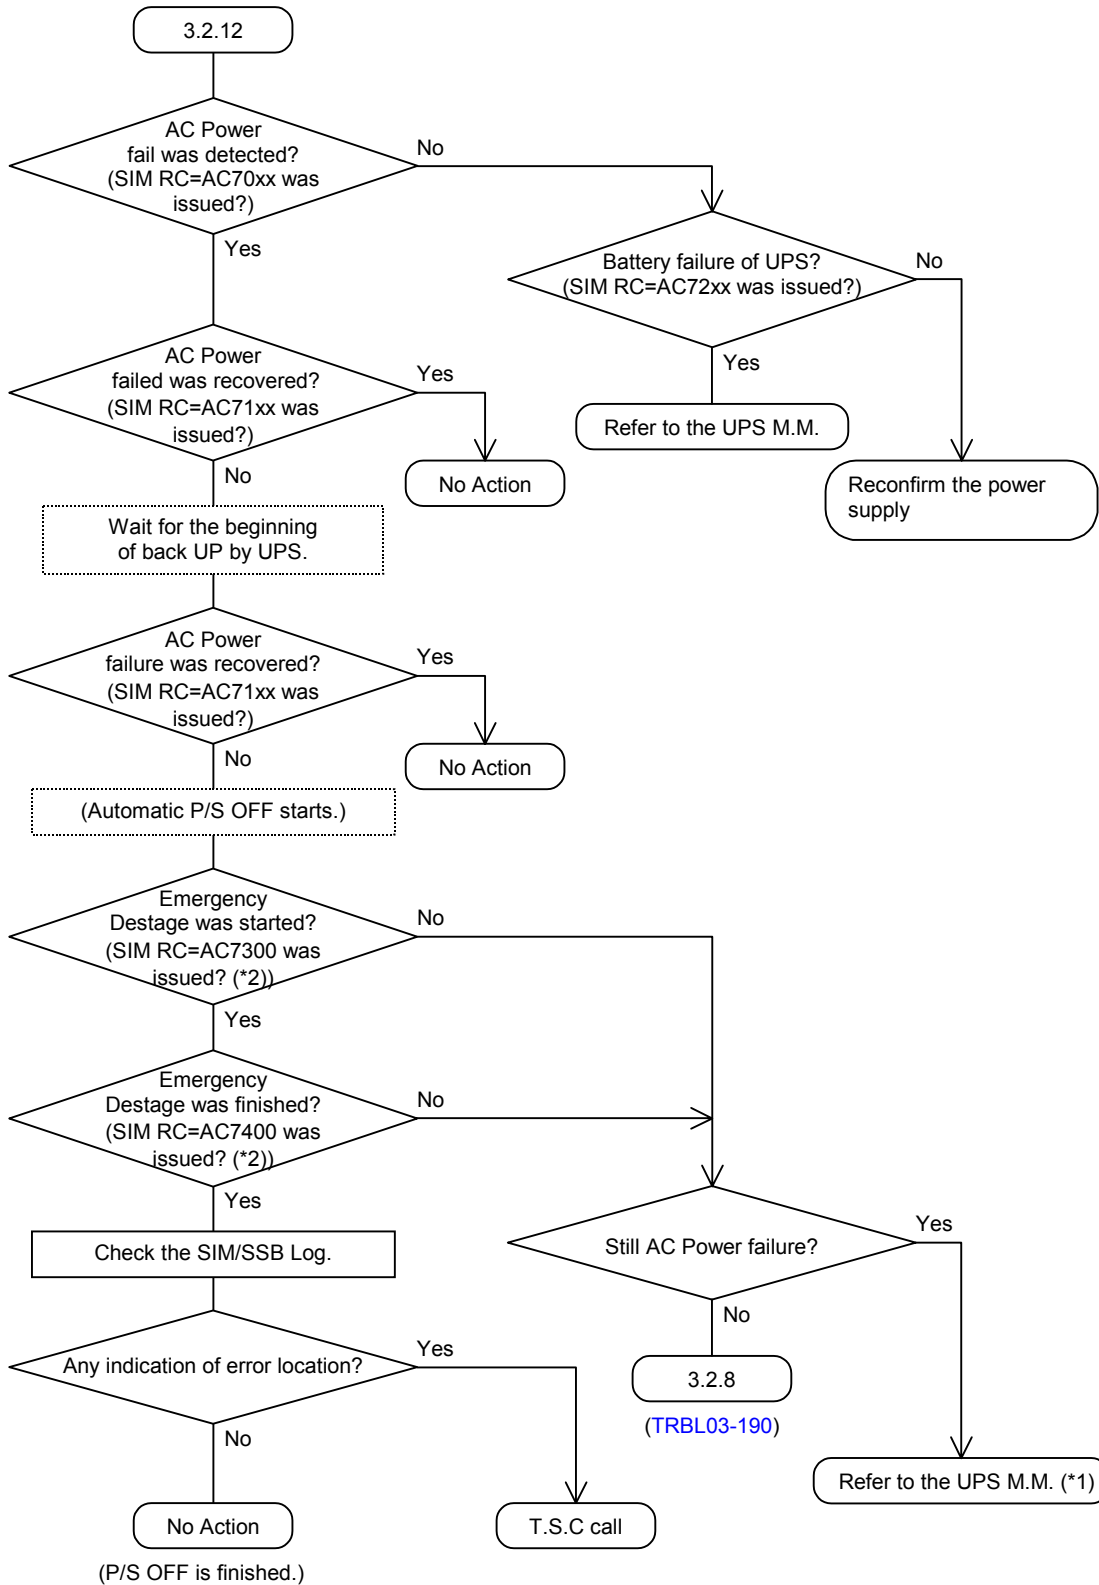 3.2.12
AC Power
fail was detected?
(SIM RC=AC70xx was
issued?)
No
Yes
Battery failure of UPS?
(SIM RC=AC72xx was issued?)
No
Yes
Refer to the UPS M.M.
Reconfirm the power
supply
AC Power
failed was recovered?
(SIM RC=AC71xx was
issued?)
Yes
No Action
No
Wait for the beginning
of back UP by UPS.
AC Power
failure was recovered?
(SIM RC=AC71xx was
issued?)
Yes
No Action
No
(Automatic P/S OFF starts.)
Emergency
Destage was started?
(SIM RC=AC7300 was
issued? (*2))
No
Yes
Emergency
Destage was finished?
(SIM RC=AC7400 was
issued? (*2))
No
Yes
Check the SIM/SSB Log.
Still AC Power failure?
Yes
No
3.2.8
(TRBL03-190)
Refer to the UPS M.M. (*1)
Any indication of error location?
Yes
No
No Action
(P/S OFF is finished.)
T.S.C call